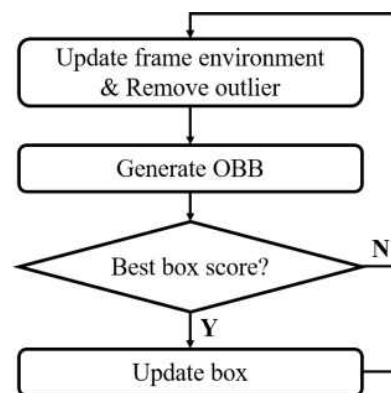 Update frame environment
& Remove outlier
Generate OBB
Best box score?
N
Y
Update box